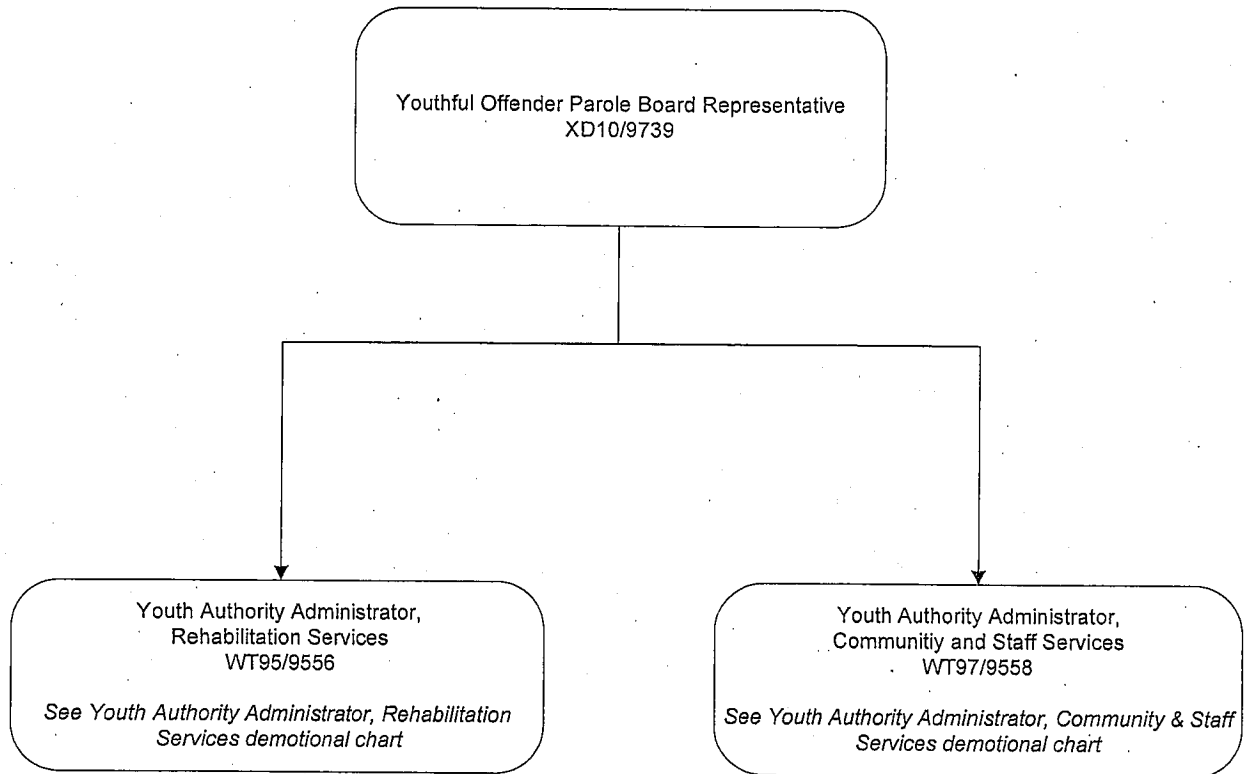 Youthful Offender Parole Board Representative
XD10/9739
Youth Authority Administrator,
Rehabilitation Services
WT95/9556
See Youth Authority Administrator, Rehabilitation
Services demotional chart
Youth Authority Administrator,
Communitiy and Staff Services
WT97/9558
See Youth Authority Administrator, Community & Staff
Services demotional chart